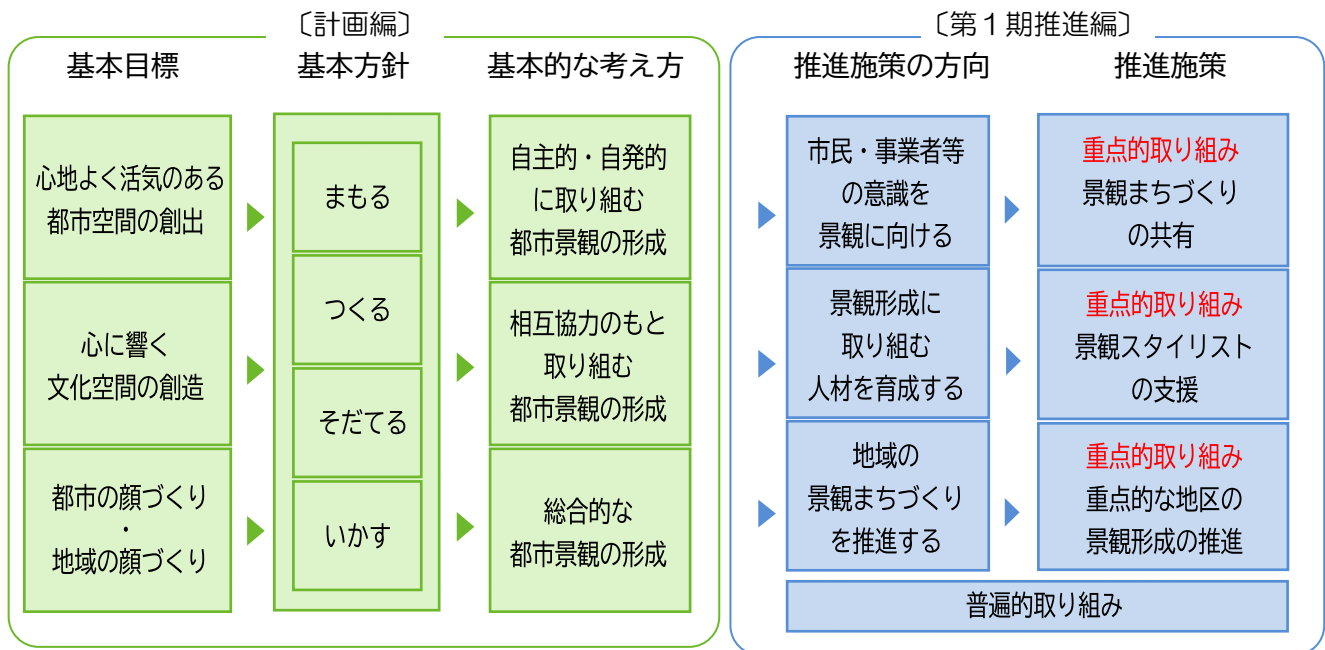 〔計画編〕
基本目標
基本方針
基本的な考え方
心地よく活気のある
都市空間の創出
心に響く
文化空間の創造
都市の顔づくり
・
地域の顔づくり
まもる
つくる
そだてる
いかす
自主的・自発的
に取り組む
都市景観の形成
相互協力のもと
取り組む
都市景観の形成
総合的な
都市景観の形成
〔第１期推進編〕
推進施策の方向
推進施策
市民・事業者等
の意識を
景観に向ける
景観形成に
取り組む
人材を育成する
地域の
景観まちづくり
を推進する
重点的取り組み
景観まちづくり
の共有
重点的取り組み
景観スタイリスト
の支援
重点的取り組み
重点的な地区の
景観形成の推進
普遍的取り組み